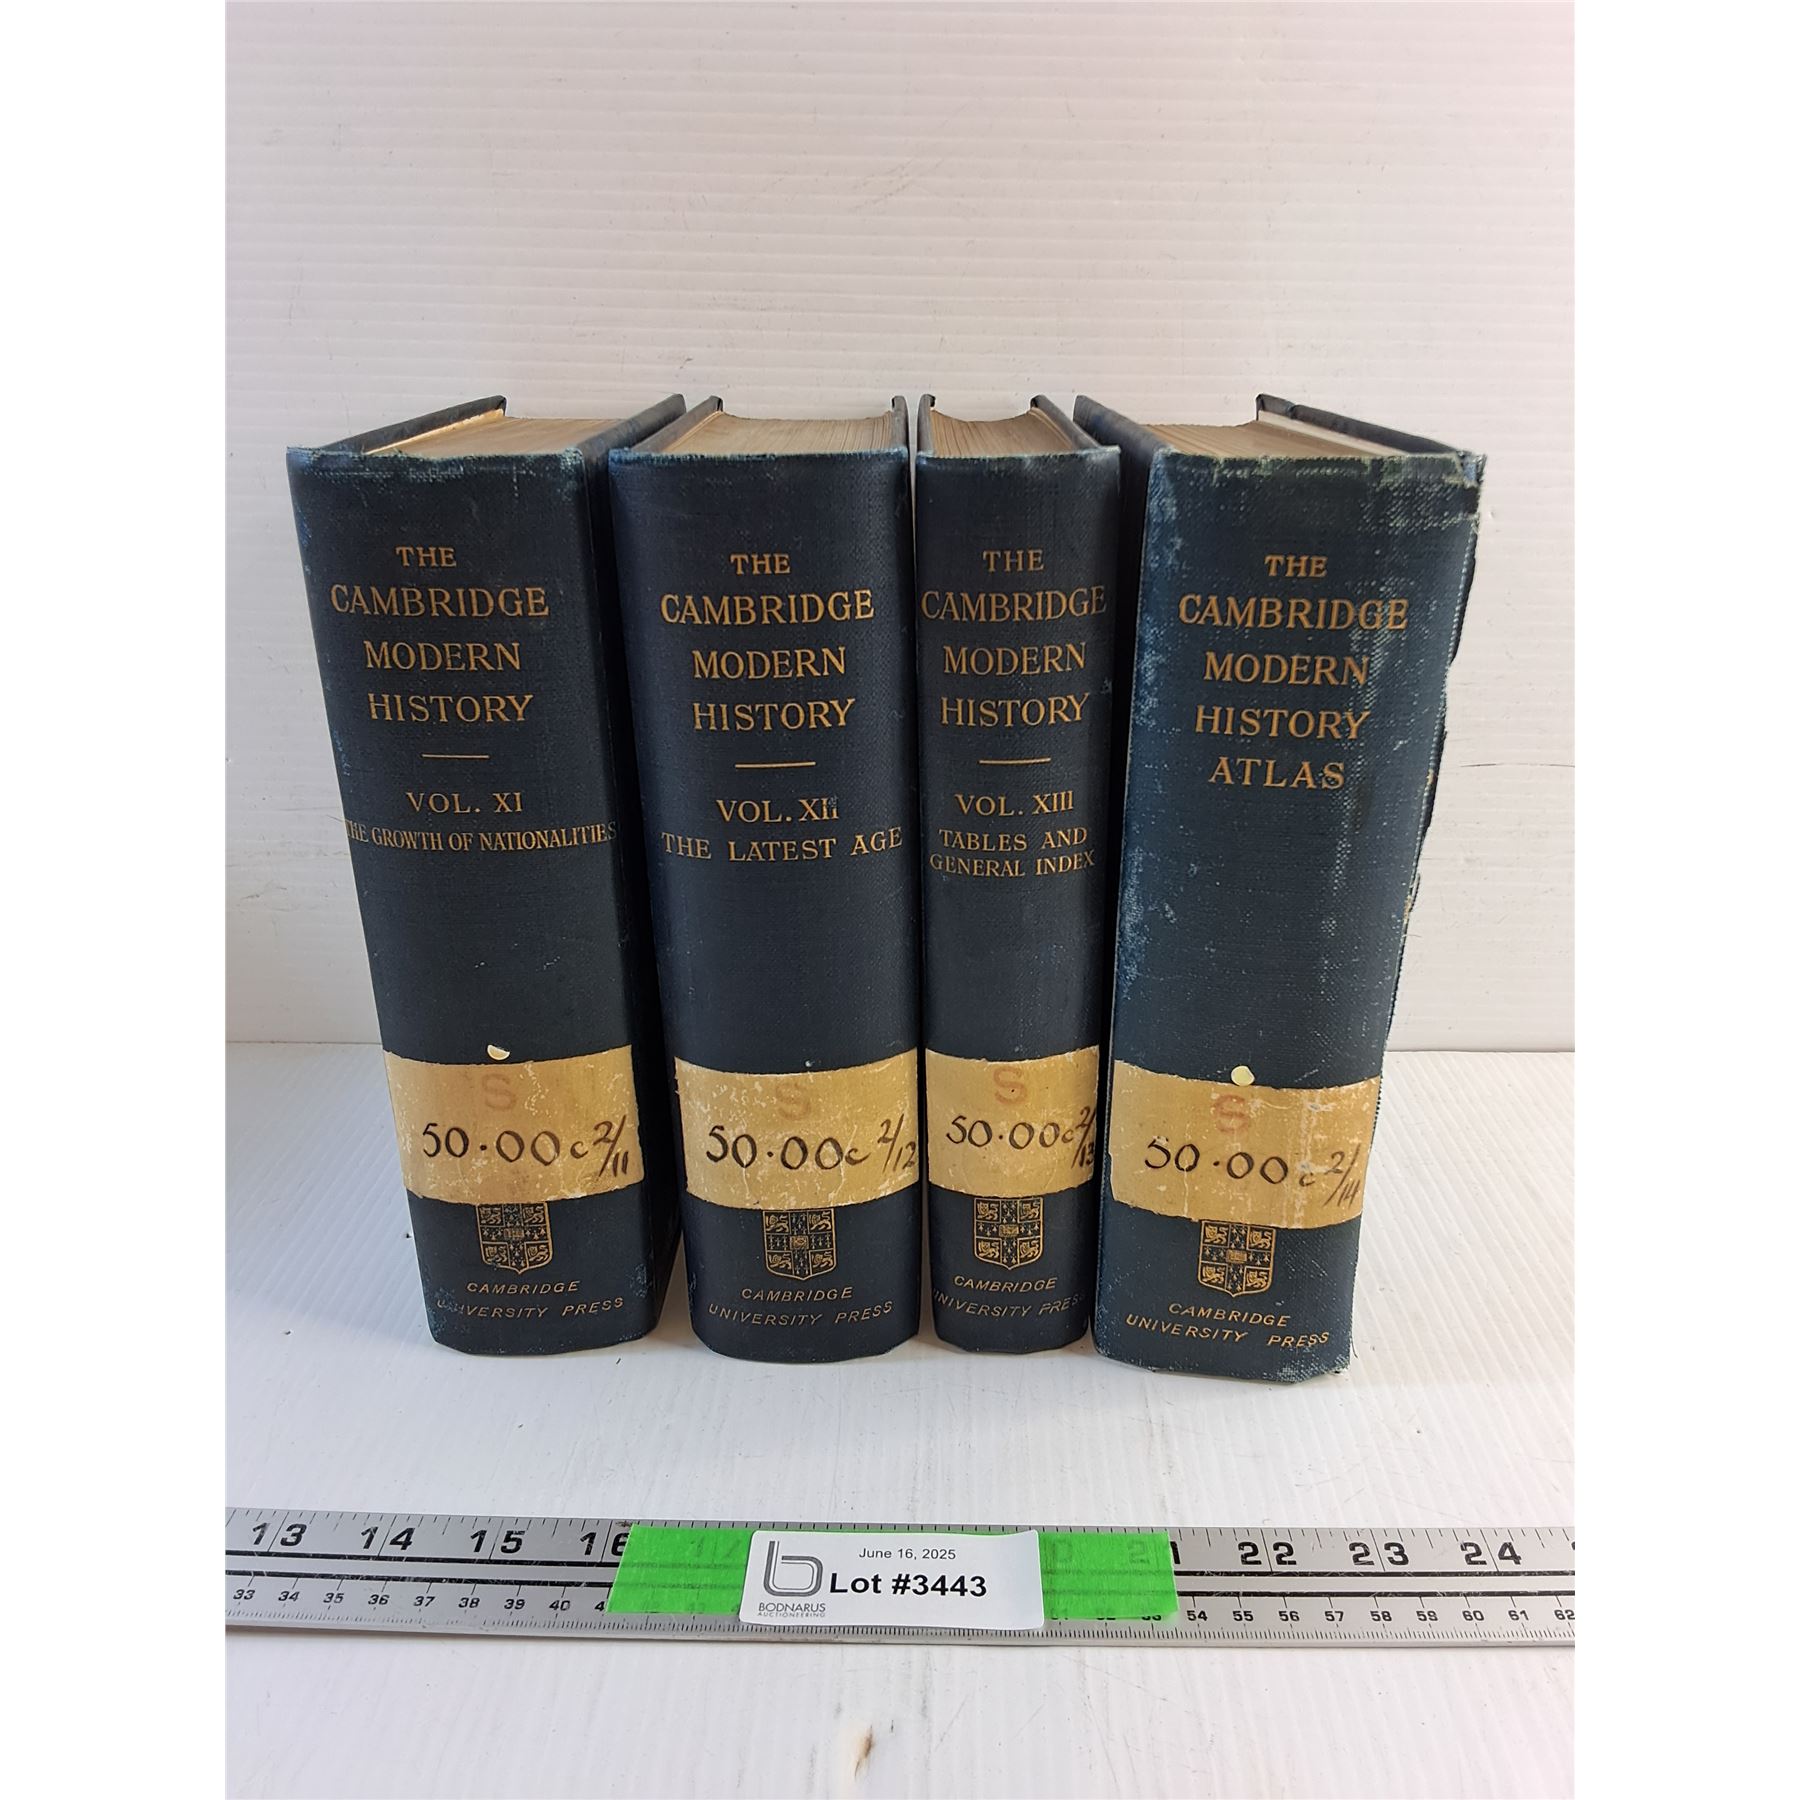 THE
CAMBRIDGE
MODERN
HISTORY
VOL. XI
THE GROWTH OF NATIONALITIES
S
50.00c 2/11
CAMBRIDGE
UNIVERSITY PRESS
THE
CAMBRIDGE
MODERN
HISTORY
VOL. XII
THE LATEST AGE
S
50.00c 2/12
CAMBRIDGE
UNIVERSITY PRESS
THE
CAMBRIDGE
MODERN
HISTORY
VOL. XIII
TABLES AND
GENERAL INDEX
S
50.00c 2/13
CAMBRIDGE
UNIVERSITY PRESS
THE
CAMBRIDGE
MODERN
HISTORY
ATLAS
S
50.00c 2/14
CAMBRIDGE
UNIVERSITY PRESS
13 14 15 16 22 23 24
33 34 35 36 37 38 39 40 54 55 56 57 58 59 60 61 62
June 16, 2025
Lot #3443
BODNARUS
AUCTIONEERING